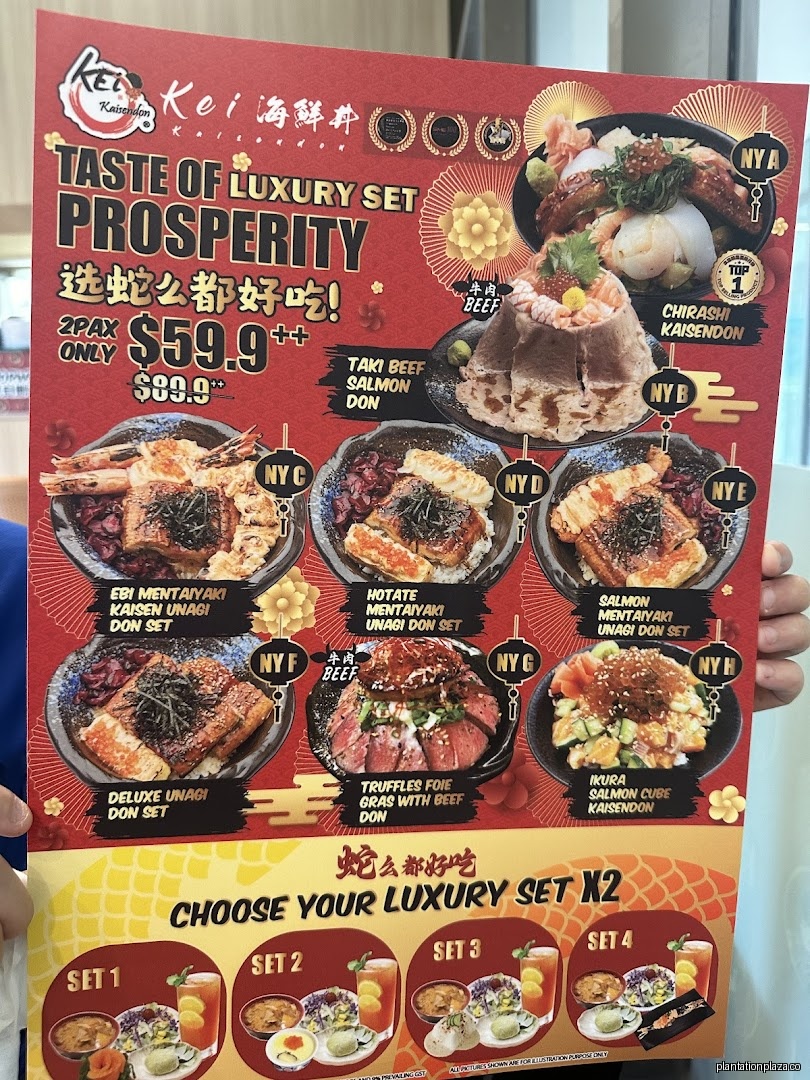 Kei
Kaisendon
®
Kei 海鮮丼
Kaisendon
TASTE OF LUXURY SET
PROSPERITY
选蛇么都好吃!
2PAX
ONLY
$59.9++
$89.9++
NY A
TOP
1
CHIRASHI
KAISENDON
牛肉
BEEF
TAKI BEEF
SALMON
DON
NY B
NY C
EBI MENTAIYAKI
KAISEN UNAGI
DON SET
NY D
HOTATE
MENTAIYAKI
UNAGI DON SET
NY E
SALMON
MENTAIYAKI
UNAGI DON SET
NY F
DELUXE UNAGI
DON SET
牛肉
BEEF
NY G
TRUFFLES FOIE
GRAS WITH BEEF
DON
NY H
IKURA
SALMON CUBE
KAISENDON
蛇么都好吃
CHOOSE YOUR LUXURY SET X2
SET 1
SET 2
SET 3
SET 4
PREVAILING GST
ALL PICTURES SHOWN ARE FOR ILLUSTRATION PURPOSE ONLY
plantationplaza.co